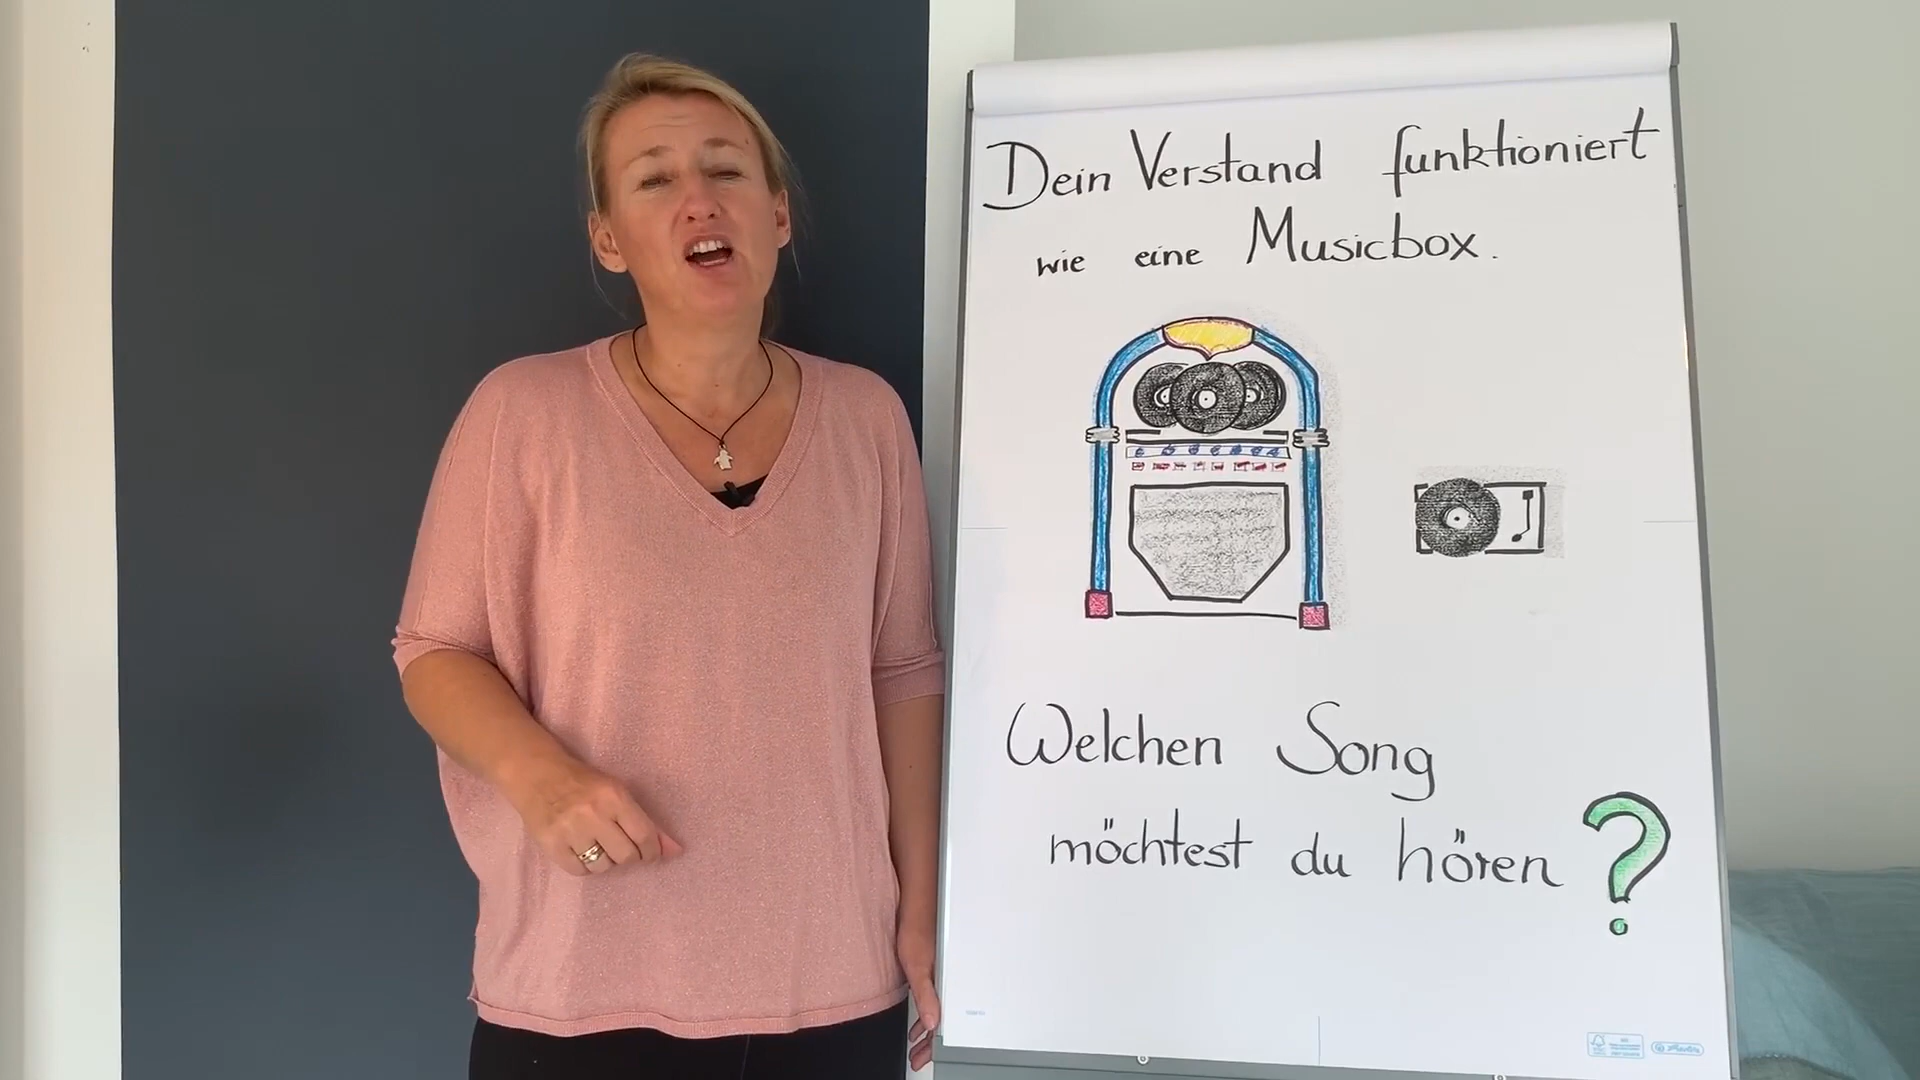 Dein Verstand funktioniert
wie eine Musicbox.
Welchen Song
möchtest du hören?